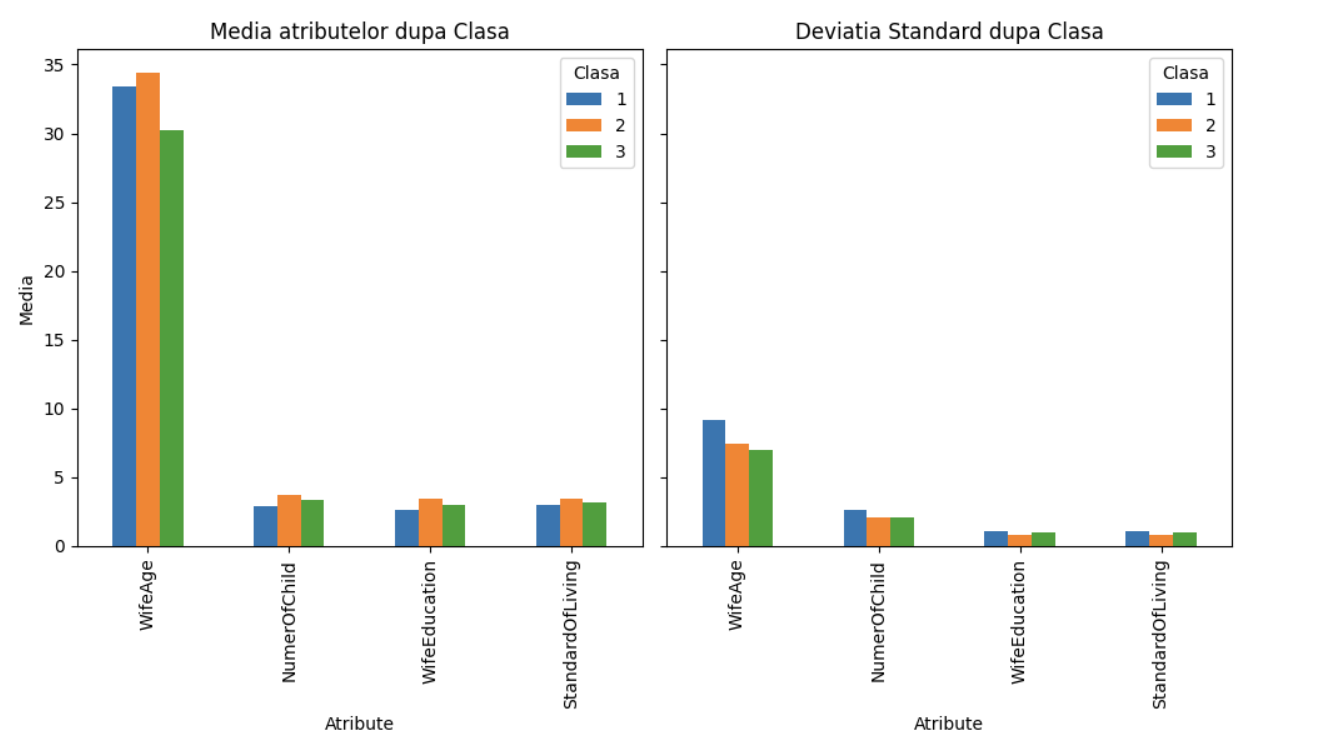 Media atributelor dupa Clasa
Media
35
30
25
20
15
10
5
0
Clasa
1
2
3
WifeAge
NumerOfChild
WifeEducation
StandardOfLiving
Atribute
Deviatia Standard dupa Clasa
Clasa
1
2
3
WifeAge
NumerOfChild
WifeEducation
StandardOfLiving
Atribute